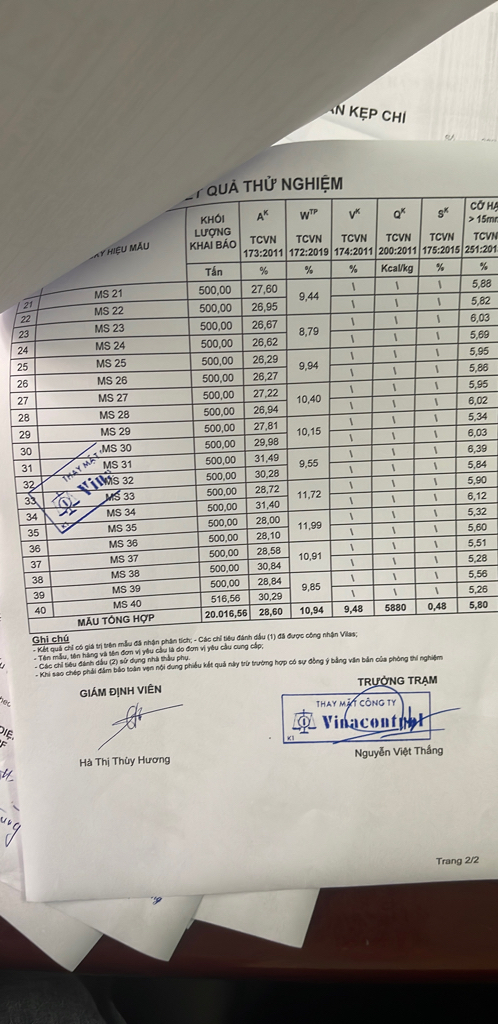 ẢN KẸP CHÍ
ẾT QUẢ THỬ NGHIỆM
KÝ HIỆU MẪU KHỐI LƯỢNG KHAI BÁO A^K W^TP V^K Q^K S^K CỠ HẠ > 15mm
TCVN 173:2011 TCVN 172:2019 TCVN 174:2011 TCVN 200:2011 TCVN 175:2015 TCVN 251:201
Tấn % % % Kcal/kg % %
21 MS 21 500,00 27,60 9,44 \ \ \ 5,88
22 MS 22 500,00 26,95 \ \ \ 5,82
23 MS 23 500,00 26,67 8,79 \ \ \ 6,03
24 MS 24 500,00 26,62 \ \ \ 5,69
25 MS 25 500,00 26,29 9,94 \ \ \ 5,95
26 MS 26 500,00 26,27 \ \ \ 5,86
27 MS 27 500,00 27,22 10,40 \ \ \ 5,95
28 MS 28 500,00 26,94 \ \ \ 6,02
29 MS 29 500,00 27,81 10,15 \ \ \ 5,34
30 MS 30 500,00 29,98 \ \ \ 6,03
31 MS 31 500,00 31,49 9,55 \ \ \ 6,39
32 MS 32 500,00 30,28 \ \ \ 5,84
33 MS 33 500,00 28,72 11,72 \ \ \ 5,90
34 MS 34 500,00 31,40 \ \ \ 6,12
35 MS 35 500,00 28,00 11,99 \ \ \ 5,32
36 MS 36 500,00 28,10 \ \ \ 5,60
37 MS 37 500,00 28,58 10,91 \ \ \ 5,51
38 MS 38 500,00 30,84 \ \ \ 5,28
39 MS 39 500,00 28,84 9,85 \ \ \ 5,56
40 MS 40 516,56 30,29 \ \ \ 5,26
MẪU TỔNG HỢP 20.016,56 28,60 10,94 9,48 5880 0,48 5,80
THAY MẶT
Vina
K1
Ghi chú
- Kết quả chỉ có giá trị trên mẫu đã nhận phân tích; - Các chỉ tiêu đánh dấu (1) đã được công nhận Vilas;
- Tên mẫu, tên hàng và tên đơn vị yêu cầu là do đơn vị yêu cầu cung cấp;
- Các chỉ tiêu đánh dấu (2) sử dụng nhà thầu phụ.
- Khi sao chép phải đảm bảo toàn vẹn nội dung phiếu kết quả này trừ trường hợp có sự đồng ý bằng văn bản của phòng thí nghiệm
GIÁM ĐỊNH VIÊN TRƯỞNG TRẠM
THAY MẶT CÔNG TY
Vinacontrol
K1
Hà Thị Thùy Hương Nguyễn Việt Thắng
Trang 2/2